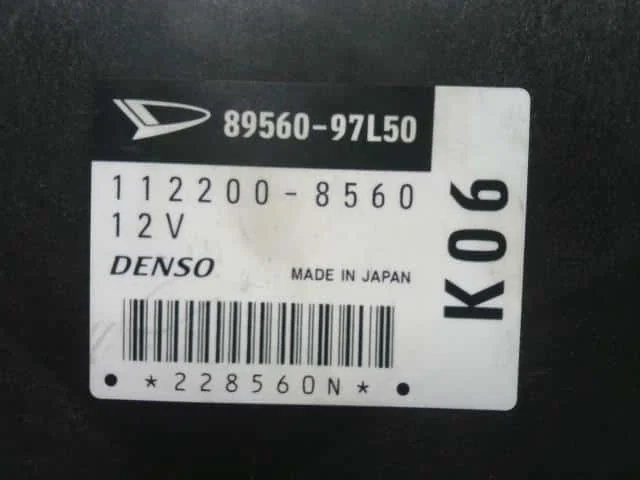 89560-97L50
112200-8560
12V
DENSO
MADE IN JAPAN
K06
*228560N*